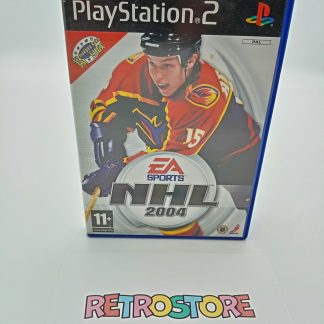 PlayStation 2
PAL
15
EA
SPORTS
NHL
2004
11+
RETROSTORE